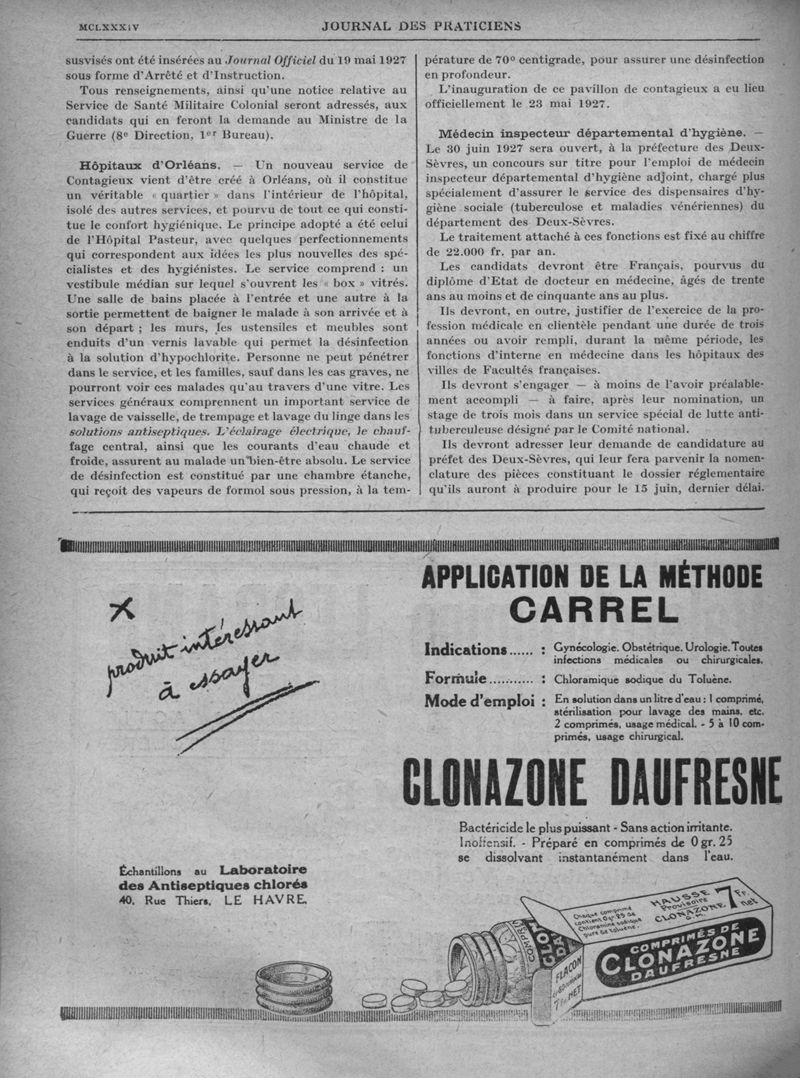 MCLXXXIV
JOURNAL DES PRATICIENS
susvisés ont été insérées au Journal Officiel du 19 mai 1927
sous forme d'Arrêté et d'Instruction.
Tous renseignements, ainsi qu'une notice relative au
Service de Santé Militaire Colonial seront adressés, aux
candidats qui en feront la demande au Ministre de la
Guerre (8e Direction, 1er Bureau).
Hôpitaux d'Orléans. — Un nouveau service de
Contagieux vient d'être créé à Orléans, où il constitue
un véritable « quartier » dans l'intérieur de l'hôpital,
isolé des autres services, et pourvu de tout ce qui consti-
tue le confort hygiénique. Le principe adopté a été celui
de l'Hôpital Pasteur, avec quelques perfectionnements
qui correspondent aux idées les plus nouvelles des spé-
cialistes et des hygiénistes. Le service comprend : un
vestibule médian sur lequel s'ouvrent les « box » vitrés.
Une salle de bains placée à l'entrée et une autre à la
sortie permettent de baigner le malade à son arrivée et à
son départ ; les murs, les ustensiles et meubles sont
enduits d'un vernis lavable qui permet la désinfection
à la solution d'hypochlorite. Personne ne peut pénétrer
dans le service, et les familles, sauf dans les cas graves, ne
pourront voir ces malades qu'au travers d'une vitre. Les
services généraux comprennent un important service de
lavage de vaisselle, de trempage et lavage du linge dans les
solutions antiseptiques. L'éclairage électrique, le chauf-
fage central, ainsi que les courants d'eau chaude et
froide, assurent au malade un bien-être absolu. Le service
de désinfection est constitué par une chambre étanche,
qui reçoit des vapeurs de formol sous pression, à la tem-
pérature de 70o centigrade, pour assurer une désinfection
en profondeur.
L'inauguration de ce pavillon de contagieux a eu lieu
officiellement le 23 mai 1927.
Médecin inspecteur départemental d'hygiène. —
Le 30 juin 1927 sera ouvert, à la préfecture des Deux-
Sèvres, un concours sur titre pour l'emploi de médecin
inspecteur départemental d'hygiène adjoint, chargé plus
spécialement d'assurer le service des dispensaires d'hy-
giène sociale (tuberculose et maladies vénériennes) du
département des Deux-Sèvres.
Le traitement attaché à ces fonctions est fixé au chiffre
de 22.000 fr. par an.
Les candidats devront être Français, pourvus du
diplôme d'Etat de docteur en médecine, âgés de trente
ans au moins et de cinquante ans au plus.
Ils devront, en outre, justifier de l'exercice de la pro-
fession médicale en clientèle pendant une durée de trois
années ou avoir rempli, durant la même période, les
fonctions d'interne en médecine dans les hôpitaux des
villes de Facultés françaises.
Ils devront s'engager — à moins de l'avoir préalable-
ment accompli — à faire, après leur nomination, un
stage de trois mois dans un service spécial de lutte anti-
tuberculeuse désigné par le Comité national.
Ils devront adresser leur demande de candidature au
préfet des Deux-Sèvres, qui leur fera parvenir la nomen-
clature des pièces constituant le dossier réglementaire
qu'ils auront à produire pour le 15 juin, dernier délai.
produit intéressant
à essayer
Échantillons au Laboratoire
des Antiseptiques chlorés
40, Rue Thiers, LE HAVRE.
APPLICATION DE LA MÉTHODE
CARREL
Indications...... : Gynécologie. Obstétrique. Urologie. Toutes
infections médicales ou chirurgicales.
Formule........... : Chloramique sodique du Toluène.
Mode d'emploi : En solution dans un litre d'eau : 1 comprimé,
stérilisation pour lavage des mains, etc.
2 comprimés, usage médical. - 5 à 10 com-
primés, usage chirurgical.
CLONAZONE DAUFRESNE
Bactéricide le plus puissant - Sans action irritante.
Inoffensif. - Préparé en comprimés de 0 gr. 25
se dissolvant instantanément dans l'eau.
Chaque comprimé
contient 0 gr 25 de
Chloramine sodique
pure de toluène.
HAUSSE
Provisoire
CLONAZONE
7 Fr.
net
COMPRIMÉS DE
CLONAZONE
DAUFRESNE
FLACON
7 Fr NET